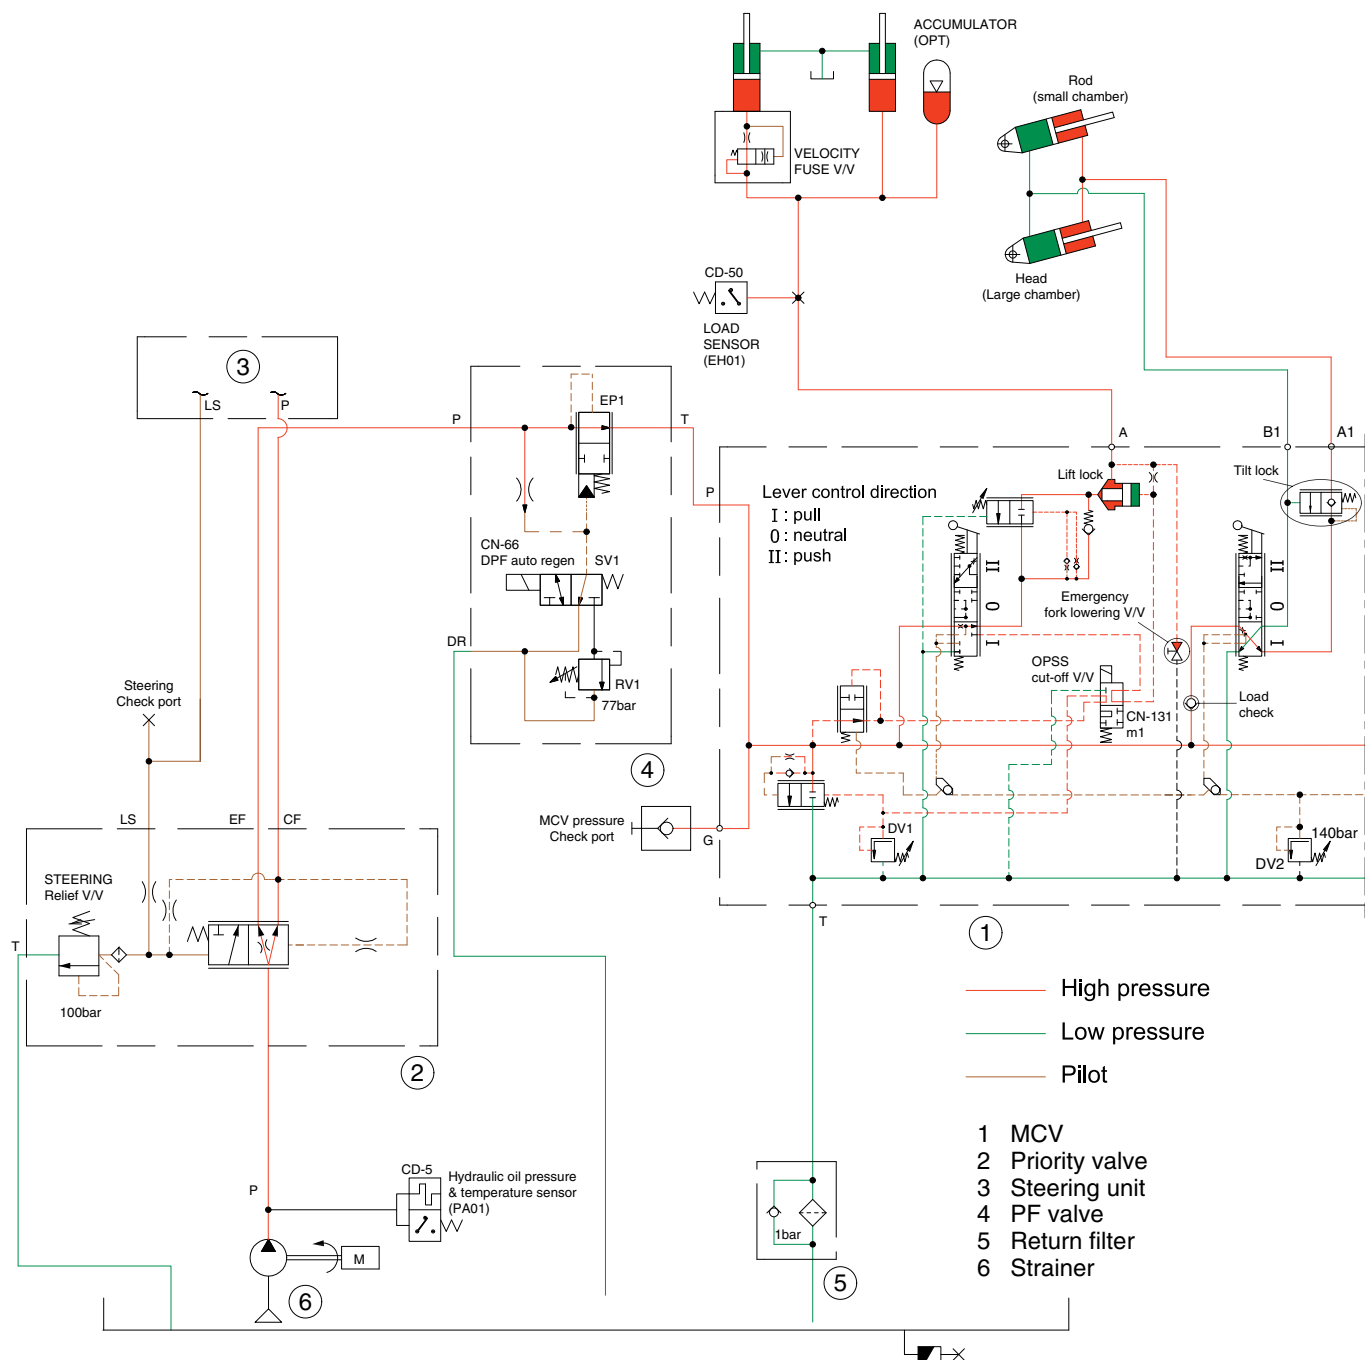 ACCUMULATOR
(OPT)
Rod
(small chamber)
VELOCITY
FUSE V/V
Head
(Large chamber)
CD-50
LOAD
SENSOR
(EH01)
3
LS
P
EP1
P
T
A
B1
A1
Lift lock
Tilt lock
P
Lever control direction
I : pull
0 : neutral
II : push
II
0
I
II
0
I
CN-66
DPF auto regen
SV1
Emergency
fork lowering V/V
DR
OPSS
cut-off V/V
RV1
77bar
CN-131
m1
Load
check
Steering
Check port
4
LS
EF
CF
MCV pressure
Check port
G
DV1
140bar
DV2
STEERING
Relief V/V
T
T
1
100bar
2
High pressure
Low pressure
Pilot
1 MCV
2 Priority valve
3 Steering unit
4 PF valve
5 Return filter
6 Strainer
P
CD-5
Hydraulic oil pressure
& temperature sensor
(PA01)
M
6
1bar
5